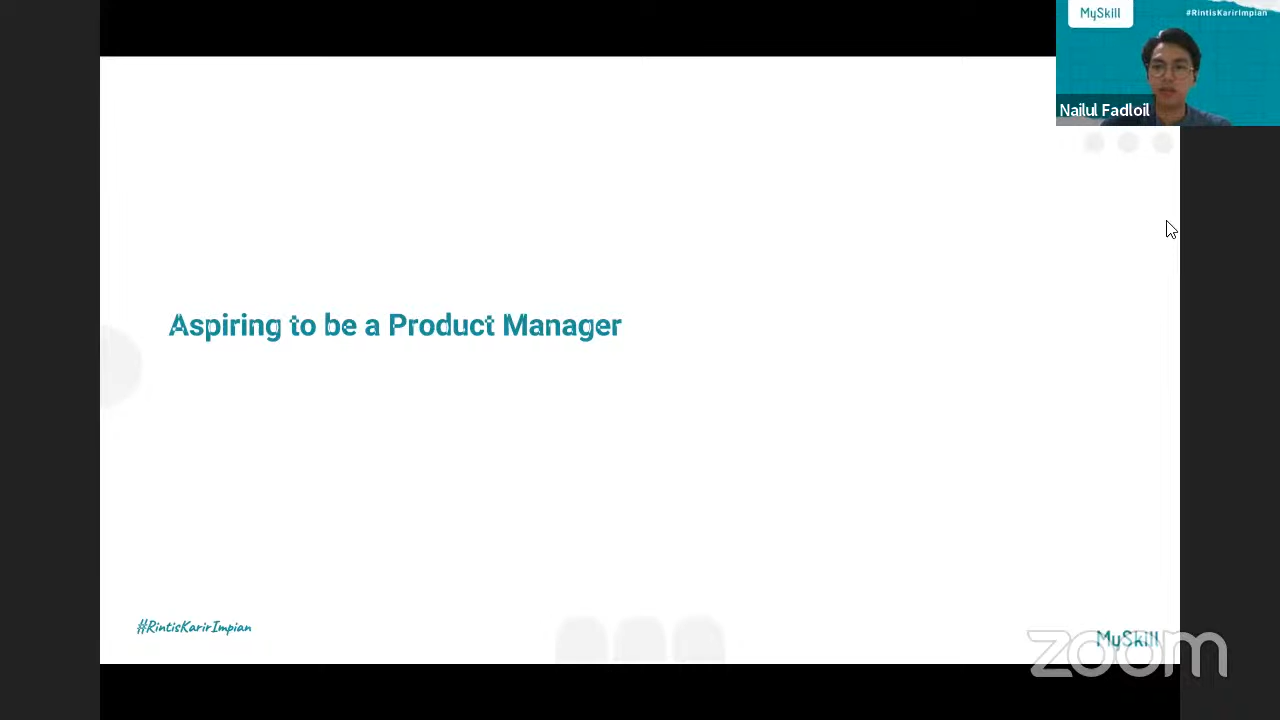 MySkill
#RintisKarirImpian
Nailul Fadloil
Aspiring to be a Product Manager
#RintisKarirImpian
MySkill
zoom